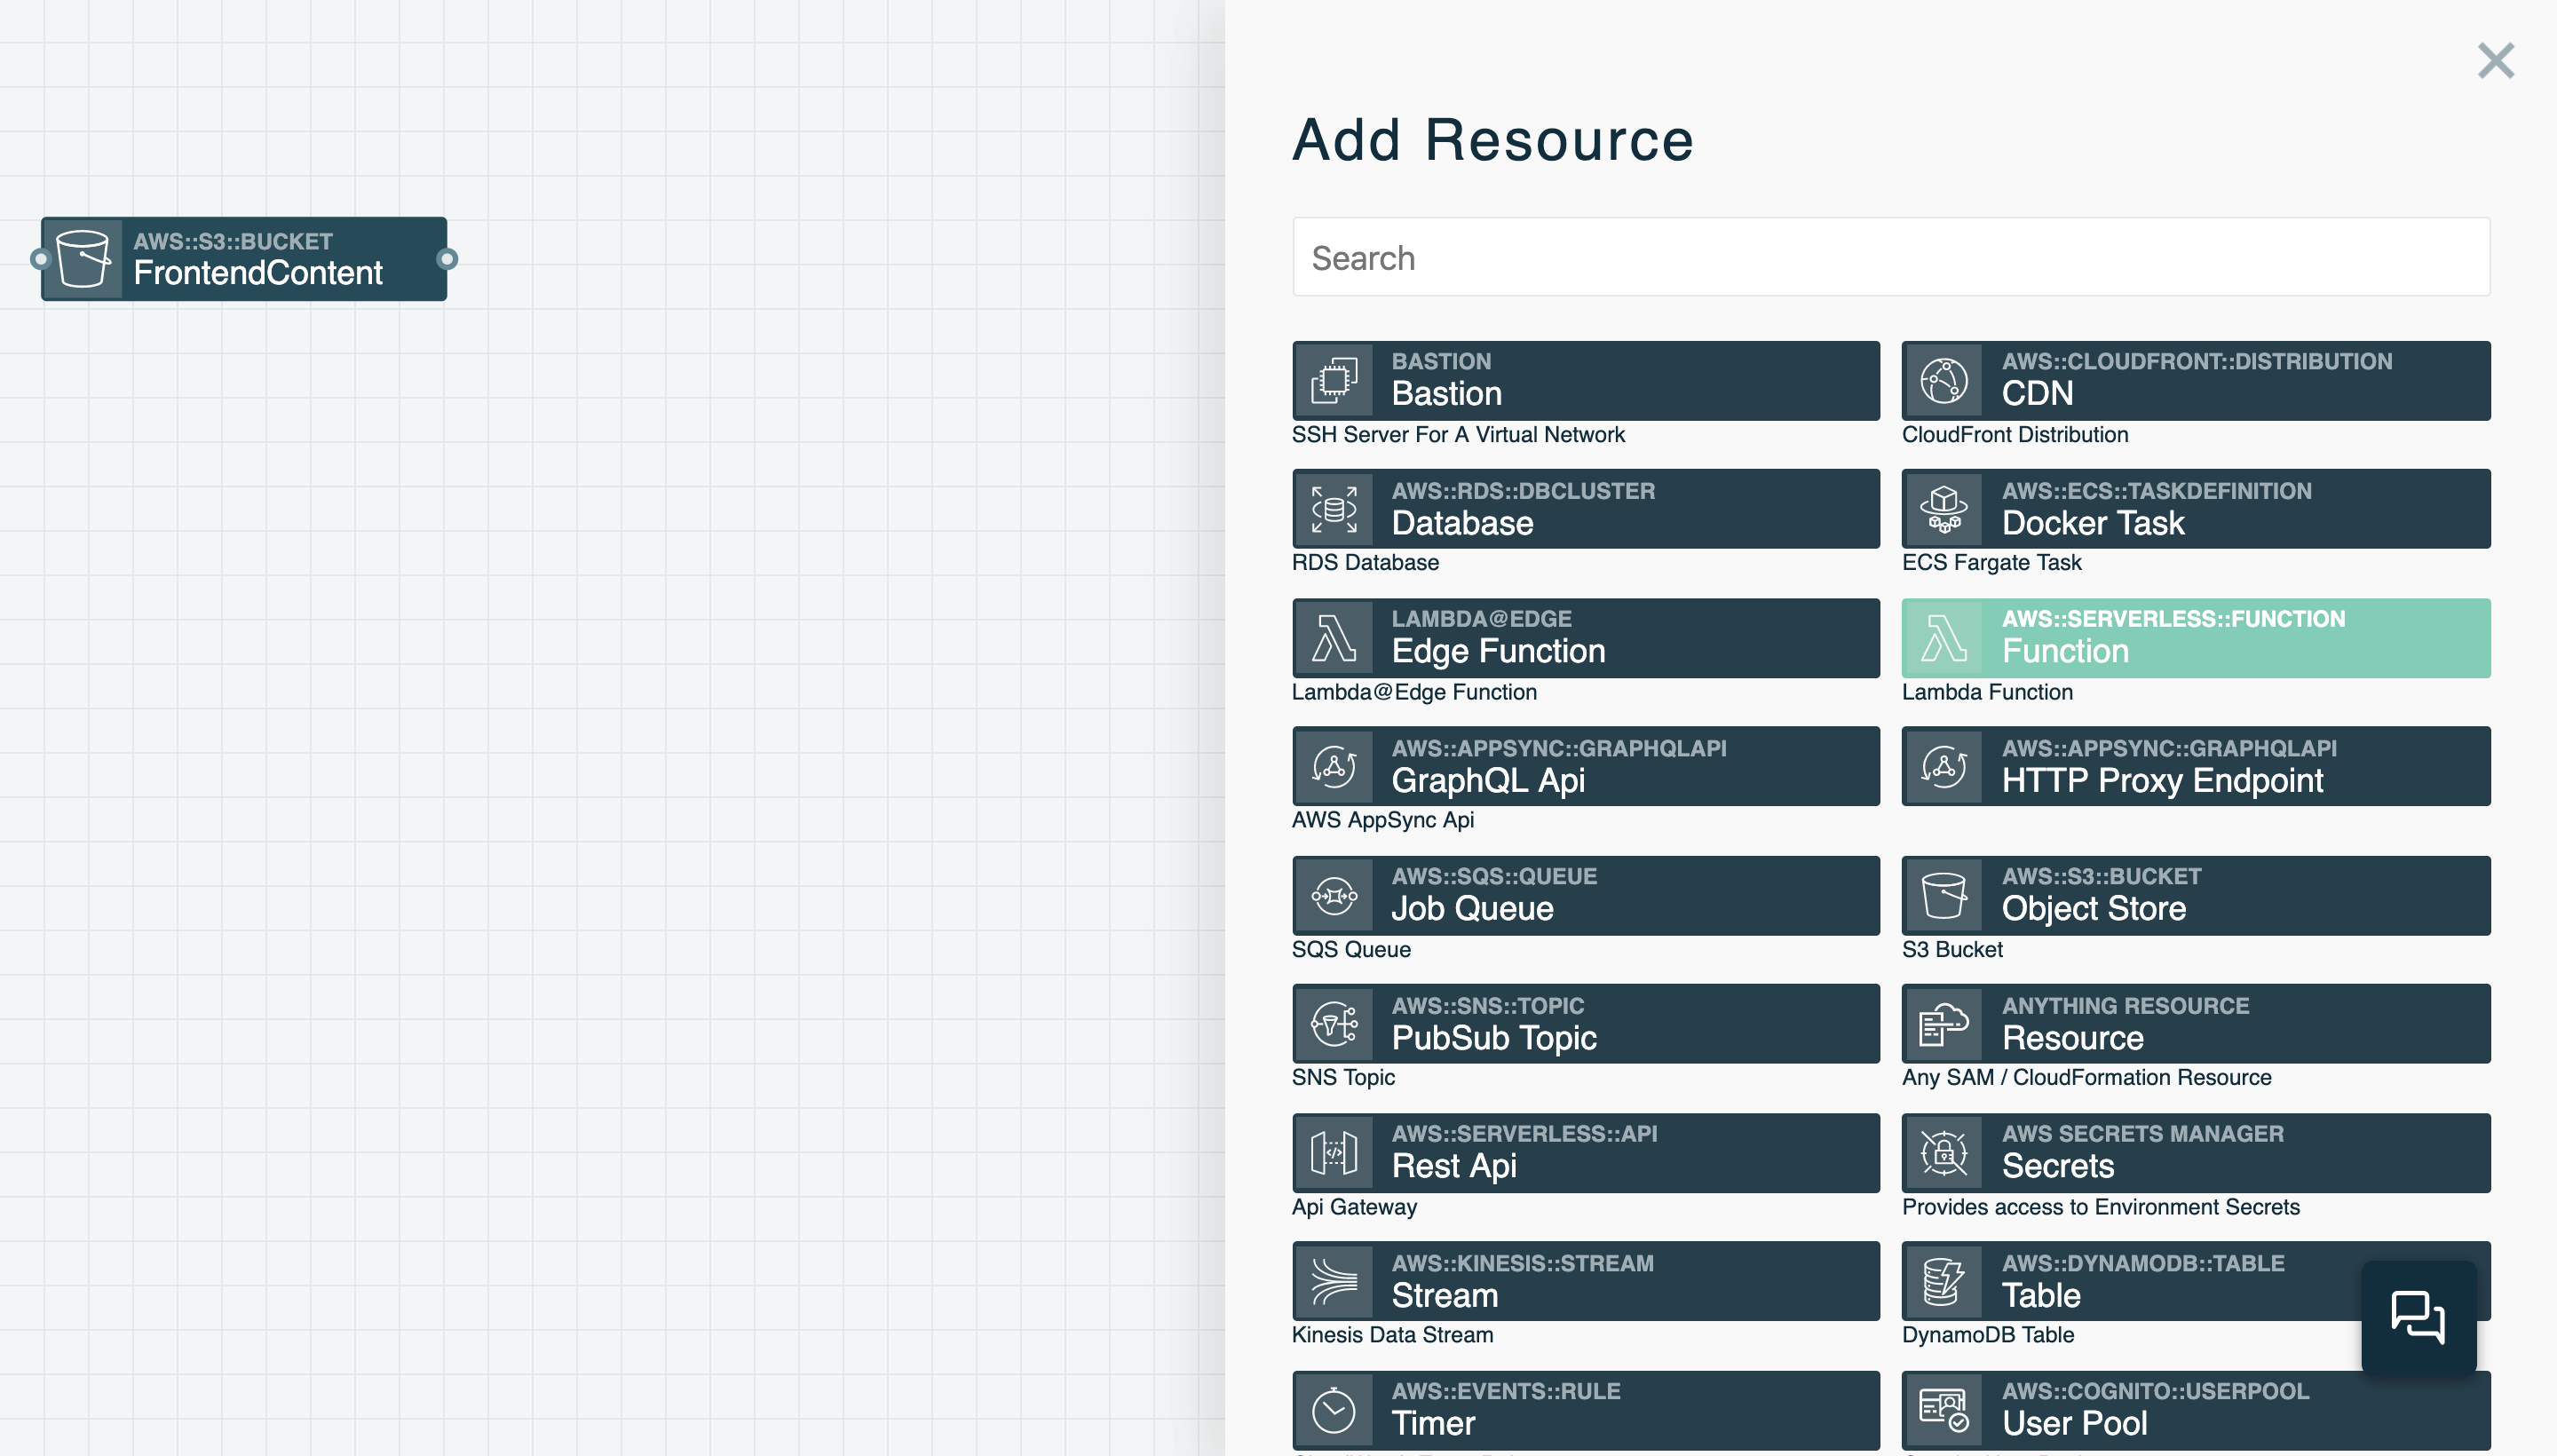 AWS::S3::BUCKET
FrontendContent
Add Resource
Search
BASTION
Bastion
SSH Server For A Virtual Network
AWS::CLOUDFRONT::DISTRIBUTION
CDN
CloudFront Distribution
AWS::RDS::DBCLUSTER
Database
RDS Database
AWS::ECS::TASKDEFINITION
Docker Task
ECS Fargate Task
LAMBDA@EDGE
Edge Function
Lambda@Edge Function
AWS::SERVERLESS::FUNCTION
Function
Lambda Function
AWS::APPSYNC::GRAPHQLAPI
GraphQL Api
AWS AppSync Api
AWS::APPSYNC::GRAPHQLAPI
HTTP Proxy Endpoint
AWS::SQS::QUEUE
Job Queue
SQS Queue
AWS::S3::BUCKET
Object Store
S3 Bucket
AWS::SNS::TOPIC
PubSub Topic
SNS Topic
ANYTHING RESOURCE
Resource
Any SAM / CloudFormation Resource
AWS::SERVERLESS::API
Rest Api
Api Gateway
AWS SECRETS MANAGER
Secrets
Provides access to Environment Secrets
AWS::KINESIS::STREAM
Stream
Kinesis Data Stream
AWS::DYNAMODB::TABLE
Table
DynamoDB Table
AWS::EVENTS::RULE
Timer
AWS::COGNITO::USERPOOL
User Pool